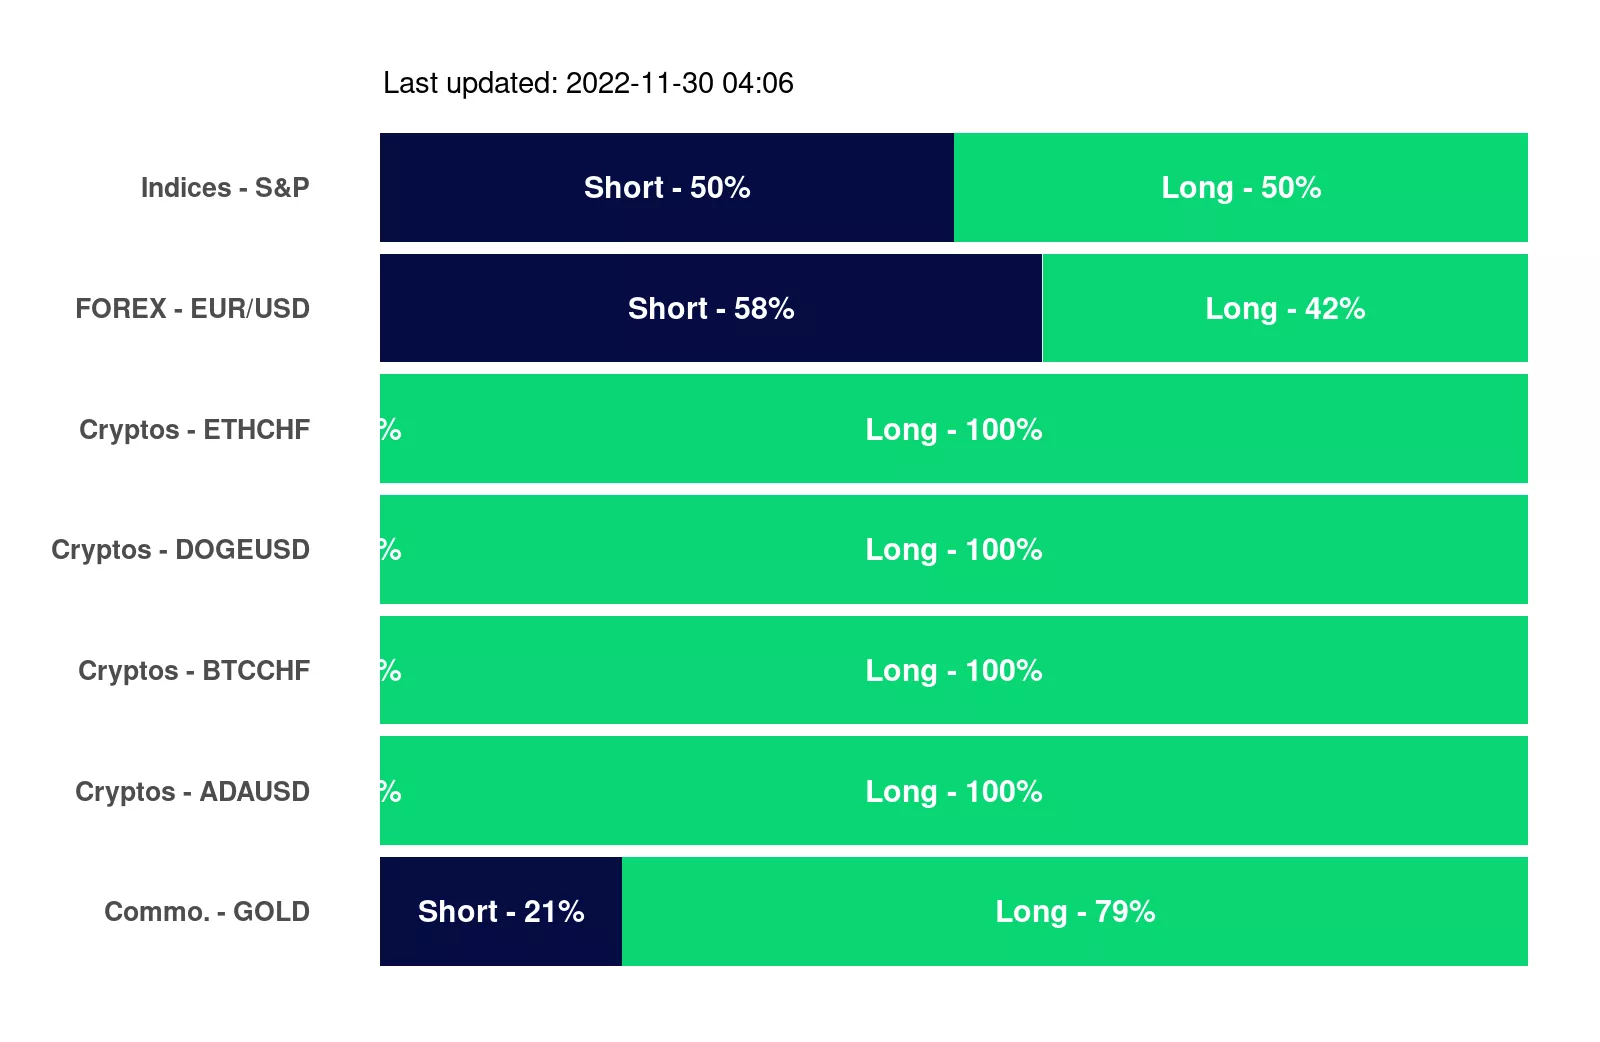 Last updated: 2022-11-30 04:06
Indices - S&P Short - 50% Long - 50%
FOREX - EUR/USD Short - 58% Long - 42%
Cryptos - ETHCHF % Long - 100%
Cryptos - DOGEUSD % Long - 100%
Cryptos - BTCCHF % Long - 100%
Cryptos - ADAUSD % Long - 100%
Commo. - GOLD Short - 21% Long - 79%